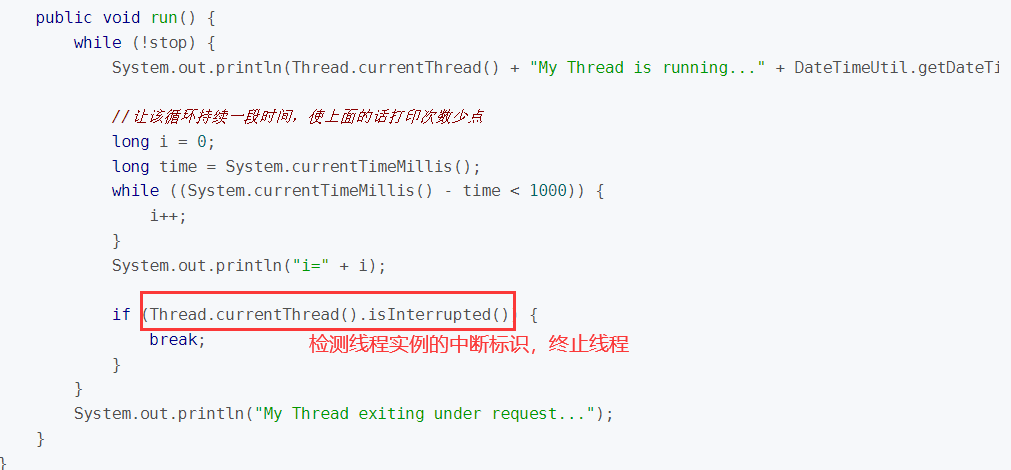 public void run() {
while (!stop) {
System.out.println(Thread.currentThread() + "My Thread is running..." + DateTimeUtil.getDateTi
//让该循环持续一段时间，使上面的话打印次数少点
long i = 0;
long time = System.currentTimeMillis();
while ((System.currentTimeMillis() - time < 1000)) {
i++;
}
System.out.println("i=" + i);
if (Thread.currentThread().isInterrupted()) {
break;
检测线程实例的中断标识，终止线程
}
}
System.out.println("My Thread exiting under request...");
}
}